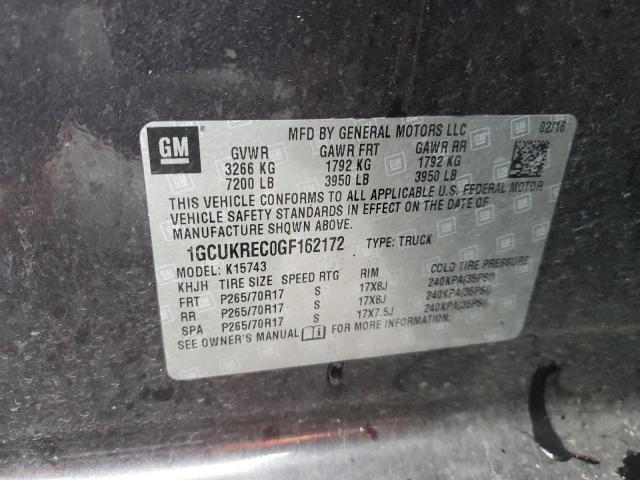 GM
MFD BY GENERAL MOTORS LLC 02/16
GVWR GAWR FRT GAWR RR
3266 KG 1792 KG 1792 KG
7200 LB 3950 LB 3950 LB
THIS VEHICLE CONFORMS TO ALL APPLICABLE U.S. FEDERAL MOTOR
VEHICLE SAFETY STANDARDS IN EFFECT ON THE DATE OF
MANUFACTURE SHOWN ABOVE.
1GCUKREC0GF162172 TYPE: TRUCK
MODEL: K15743
KHJH TIRE SIZE SPEED RTG RIM COLD TIRE PRESSURE
FRT P265/70R17 S 17X8J 240KPA(35PSI)
RR P265/70R17 S 17X8J 240KPA(35PSI)
SPA P265/70R17 S 17X7.5J 240KPA(35PSI)
SEE OWNER'S MANUAL FOR MORE INFORMATION.